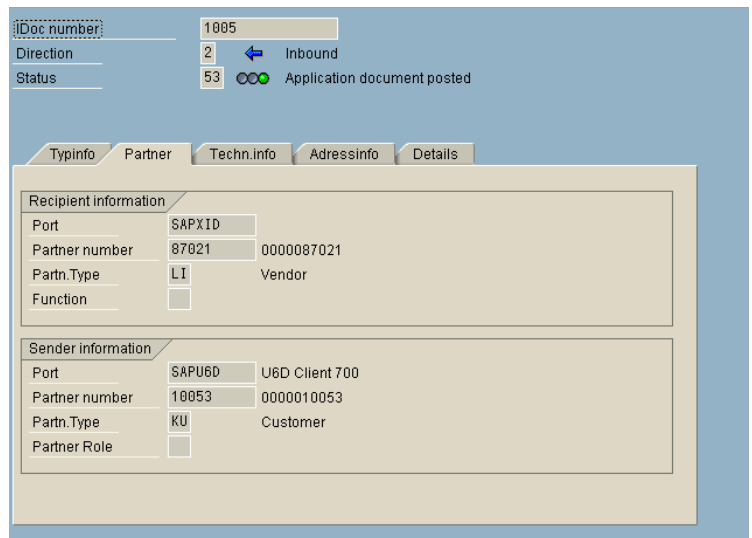 IDoc number 1005
Direction 2 Inbound
Status 53 Application document posted
Typinfo Partner Techn.info Adressinfo Details
Recipient information
Port SAPXID
Partner number 87021 0000087021
Partn.Type LI Vendor
Function
Sender information
Port SAPU6D U6D Client 700
Partner number 10053 0000010053
Partn.Type KU Customer
Partner Role